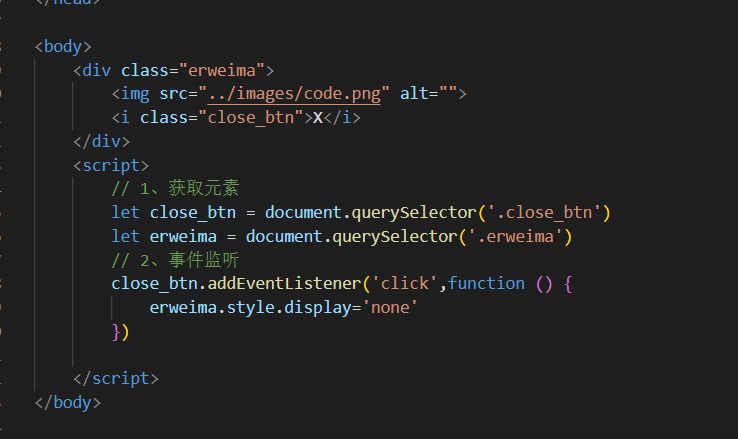 </head>
<body>
<div class="erweima">
<img src="../images/code.png" alt="">
<i class="close_btn">X</i>
</div>
<script>
// 1、获取元素
let close_btn = document.querySelector('.close_btn')
let erweima = document.querySelector('.erweima')
// 2、事件监听
close_btn.addEventListener('click',function () {
erweima.style.display='none'
})
</script>
</body>